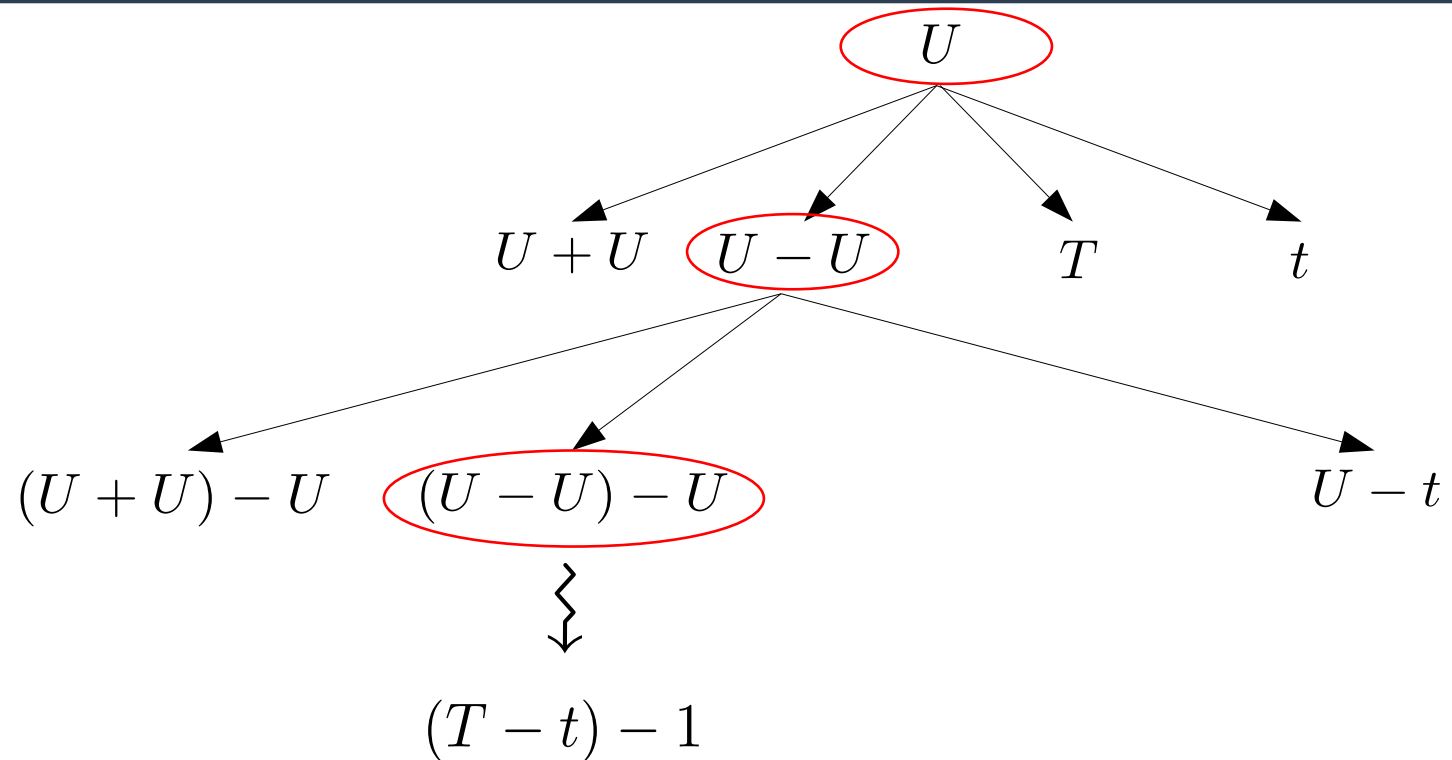 U
U + U U − U T t
(U + U) − U (U − U) − U U − t
(T − t) − 1